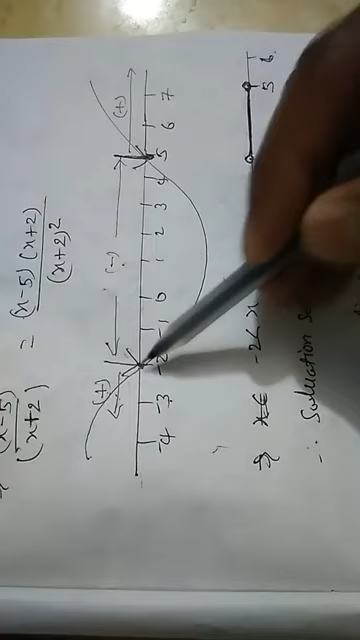 (x-5)/(x+2) = (x-5)(x+2)/(x+2)²
(+) (-) (+)
-4 -3 -2 -1 0 1 2 3 4 5 6 7
⇒ -2< x
5 6
∴ Soluation